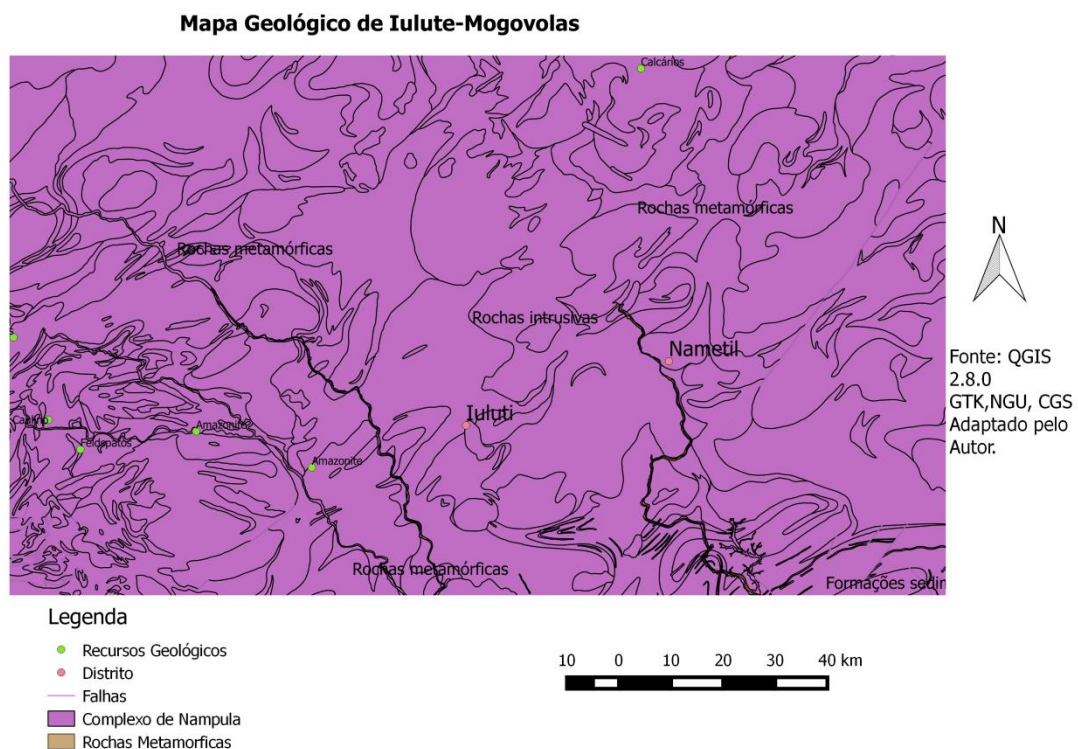 Mapa Geológico de Iulute-Mogovolas
Calcários
Rochas metamórficas
Rochas metamórficas
Rochas intrusivas
Nametil
Iuluti
Amazonite
Feldspatos
Amazonite
Rochas metamórficas
Formações sedir
N
Fonte: QGIS
2.8.0
GTK,NGU, CGS
Adaptado pelo
Autor.
Legenda
Recursos Geológicos
Distrito
Falhas
Complexo de Nampula
Rochas Metamorficas
10 0 10 20 30 40 km